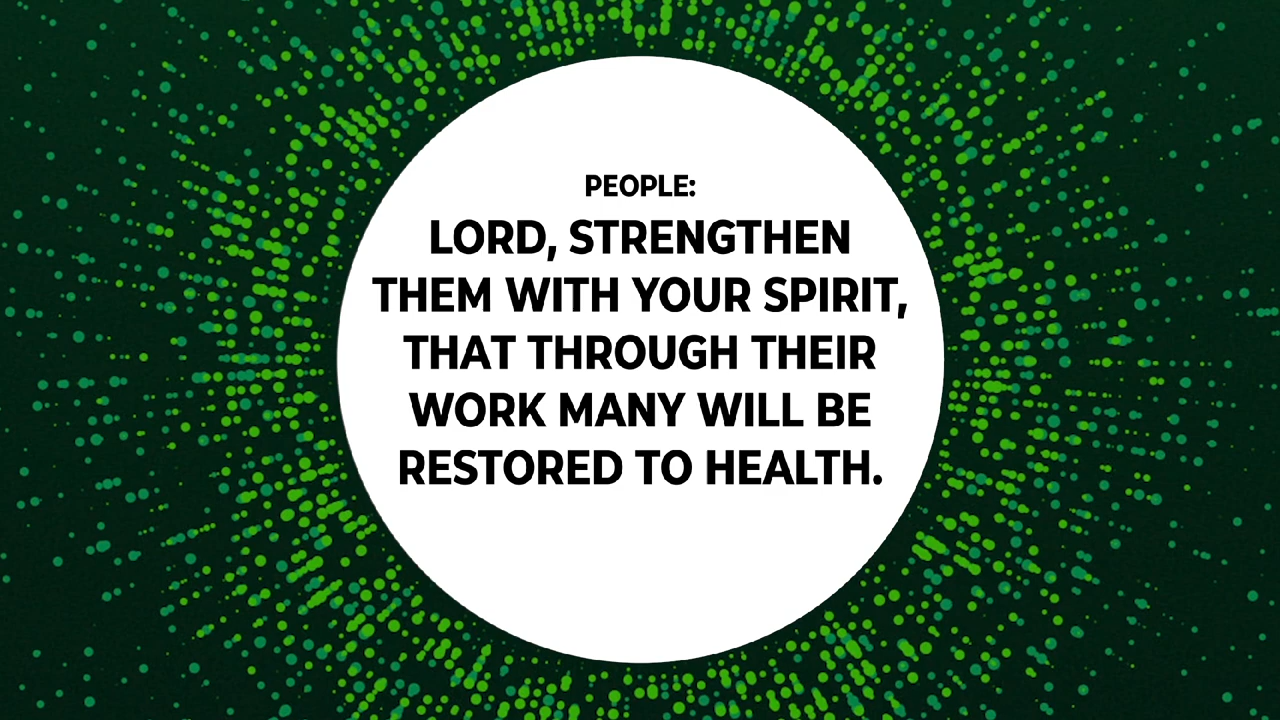 PEOPLE:
LORD, STRENGTHEN
THEM WITH YOUR SPIRIT,
THAT THROUGH THEIR
WORK MANY WILL BE
RESTORED TO HEALTH.